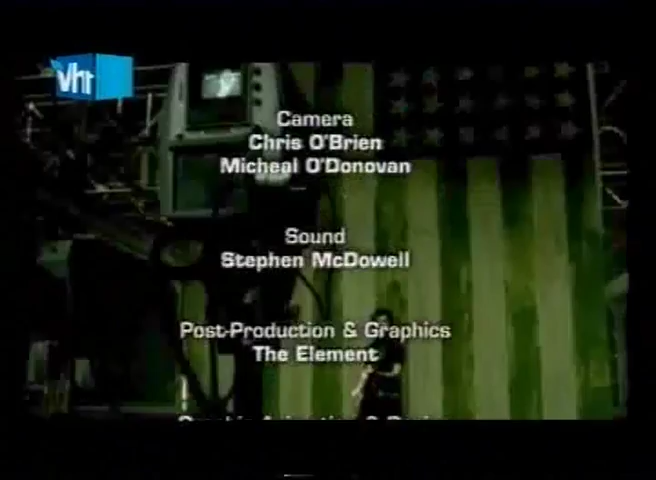 vh1
Camera
Chris O'Brien
Micheal O'Donovan
Sound
Stephen McDowell
Post-Production & Graphics
The Element